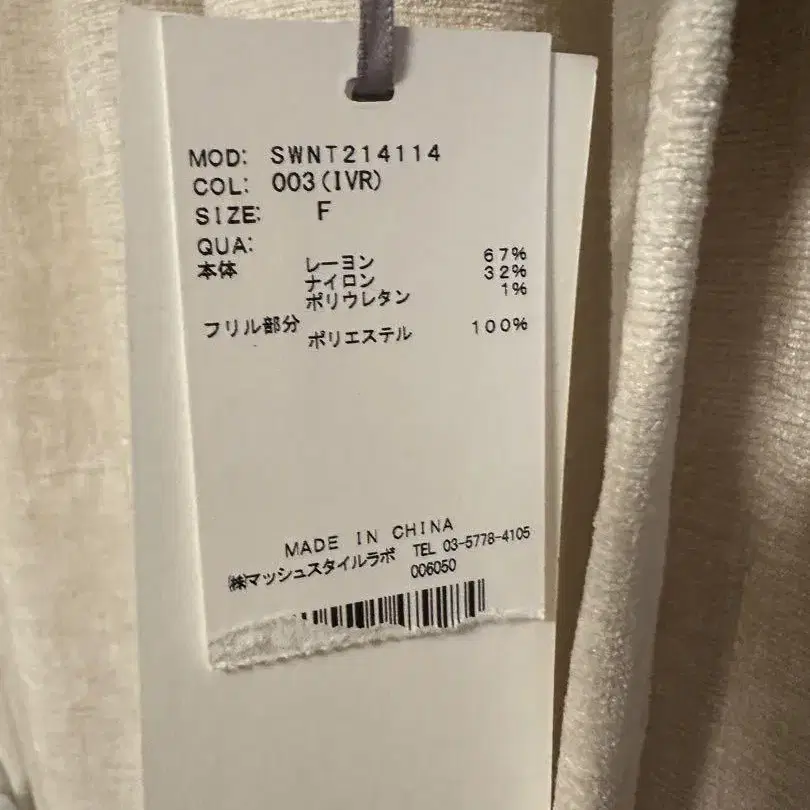 MOD: SWNT214114
COL: 003(IVR)
SIZE: F
QUA:
本体 レーヨン 67%
ナイロン 32%
ポリウレタン 1%
フリル部分
ポリエステル 100%
MADE IN CHINA
㈱マッシュスタイルラボ TEL 03-5778-4105
006050